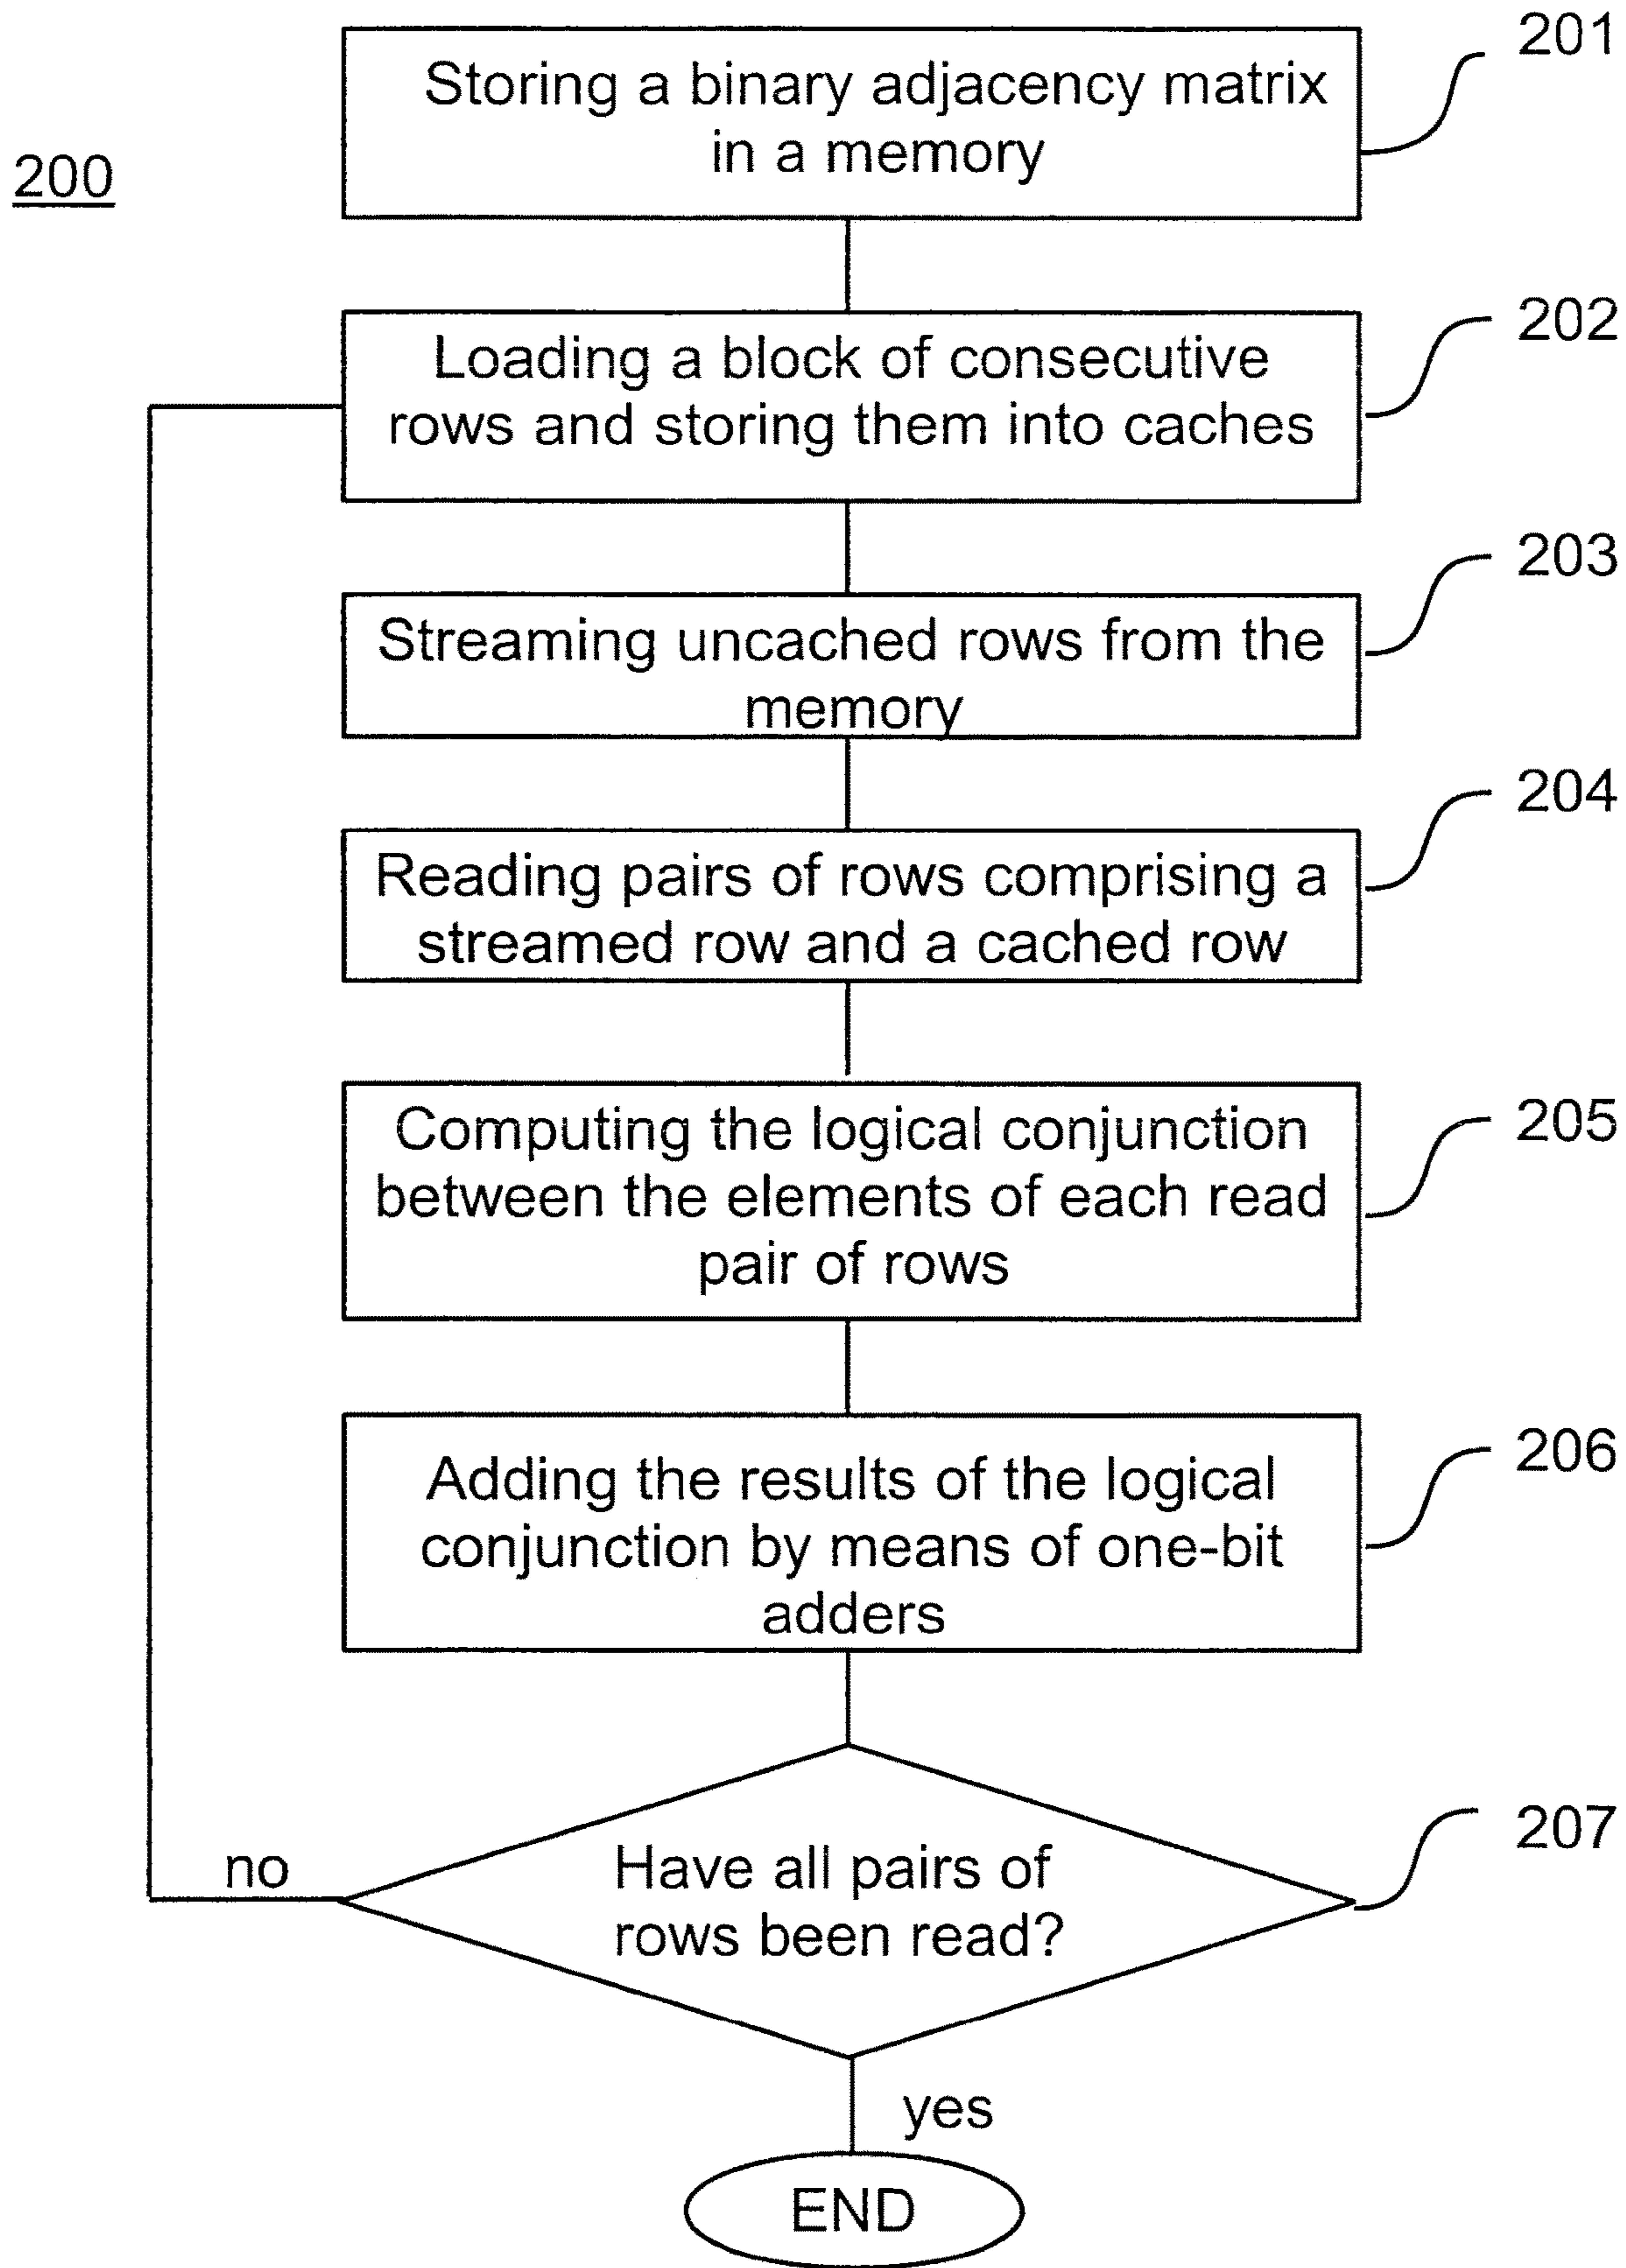 201
Storing a binary adjacency matrix
in a memory
200
202
Loading a block of consecutive
rows and storing them into caches
203
Streaming uncached rows from the
memory
204
Reading pairs of rows comprising a
streamed row and a cached row
205
Computing the logical conjunction
between the elements of each read
pair of rows
206
Adding the results of the logical
conjunction by means of one-bit
adders
207
no
Have all pairs of
rows been read?
yes
END